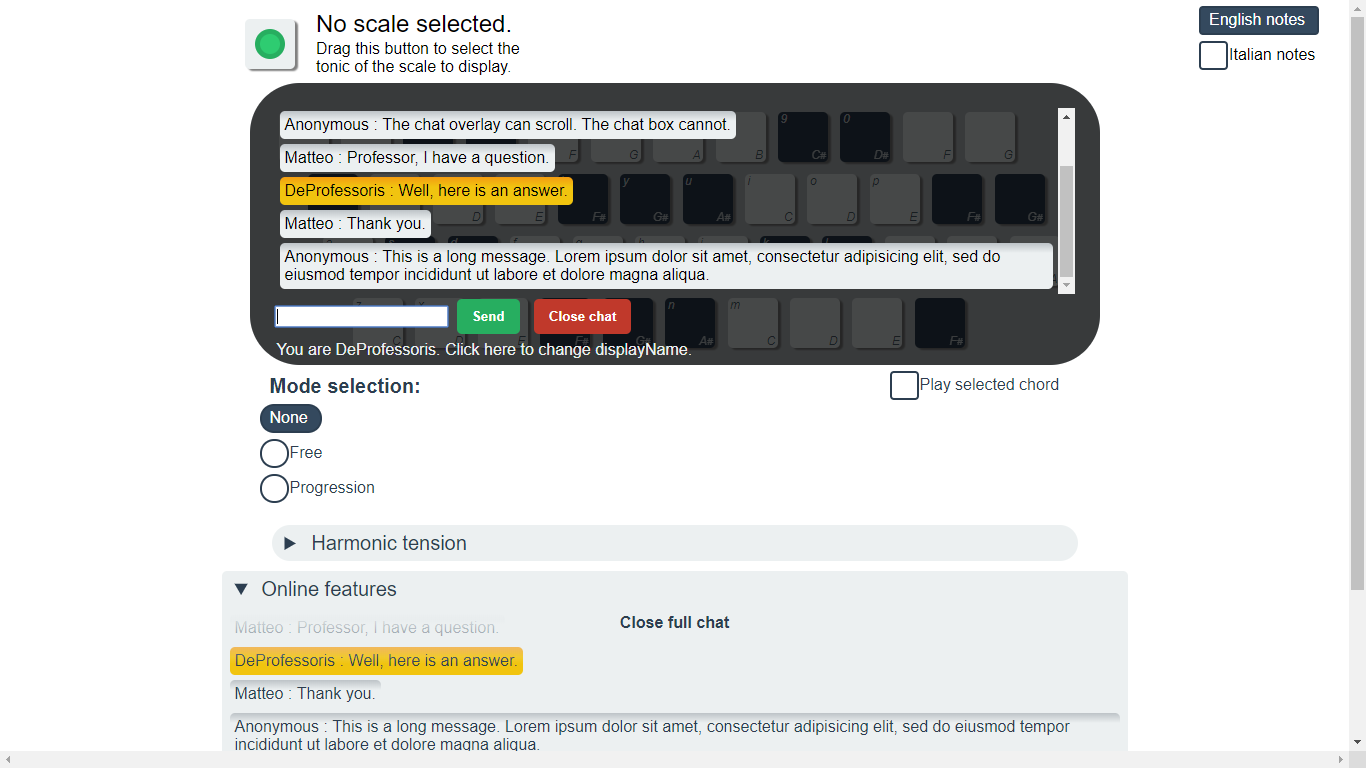 No scale selected.
Drag this button to select the
tonic of the scale to display.
English notes
Italian notes
Anonymous : The chat overlay can scroll. The chat box cannot.
F G A B 9 C# 0 D# F G
Matteo : Professor, I have a question.
DeProfessoris : Well, here is an answer.
D E F# y G# u A# i C o D p E F# G#
Matteo : Thank you.
Anonymous : This is a long message. Lorem ipsum dolor sit amet, consectetur adipisicing elit, sed do
eiusmod tempor incididunt ut labore et dolore magna aliqua.
Send
Close chat
C F# G# n A# m C D E F#
You are DeProfessoris. Click here to change displayName.
Mode selection:
Play selected chord
None
Free
Progression
Harmonic tension
Online features
Close full chat
Matteo : Professor, I have a question.
DeProfessoris : Well, here is an answer.
Matteo : Thank you.
Anonymous : This is a long message. Lorem ipsum dolor sit amet, consectetur adipisicing elit, sed do eiusmod tempor
incididunt ut labore et dolore magna aliqua.